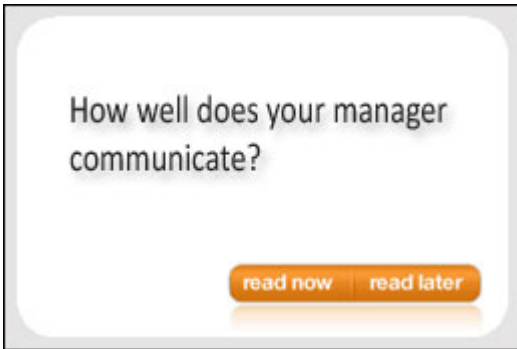 How well does your manager
communicate?
read now read later